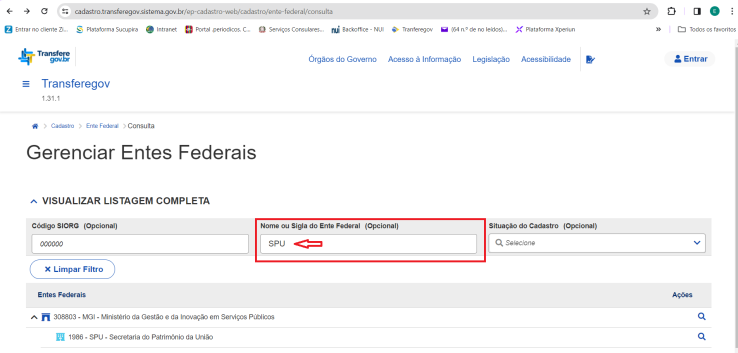 cadastro.transferegov.sistema.gov.br/ep-cadastro-web/cadastro/ente-federal/consulta
Entrar no cliente Zi... Plataforma Sucupira Intranet Portal .periodicos. C... Serviços Consulares... nui Backoffice - NUI Tranferegov (64 n.º de no leídos)... Plataforma Xperiun » Todos os favoritos
Transfere
gov.br
Órgãos do Governo Acesso à Informação Legislação Acessibilidade Entrar
Transferegov
1.31.1
Cadastro > Ente Federal > Consulta
Gerenciar Entes Federais
VISUALIZAR LISTAGEM COMPLETA
Código SIORG (Opcional) Nome ou Sigla do Ente Federal (Opcional) Situação do Cadastro (Opcional)
000000 SPU Selecione
× Limpar Filtro
Entes Federais Ações
308803 - MGI - Ministério da Gestão e da Inovação em Serviços Públicos
1986 - SPU - Secretaria do Patrimônio da União